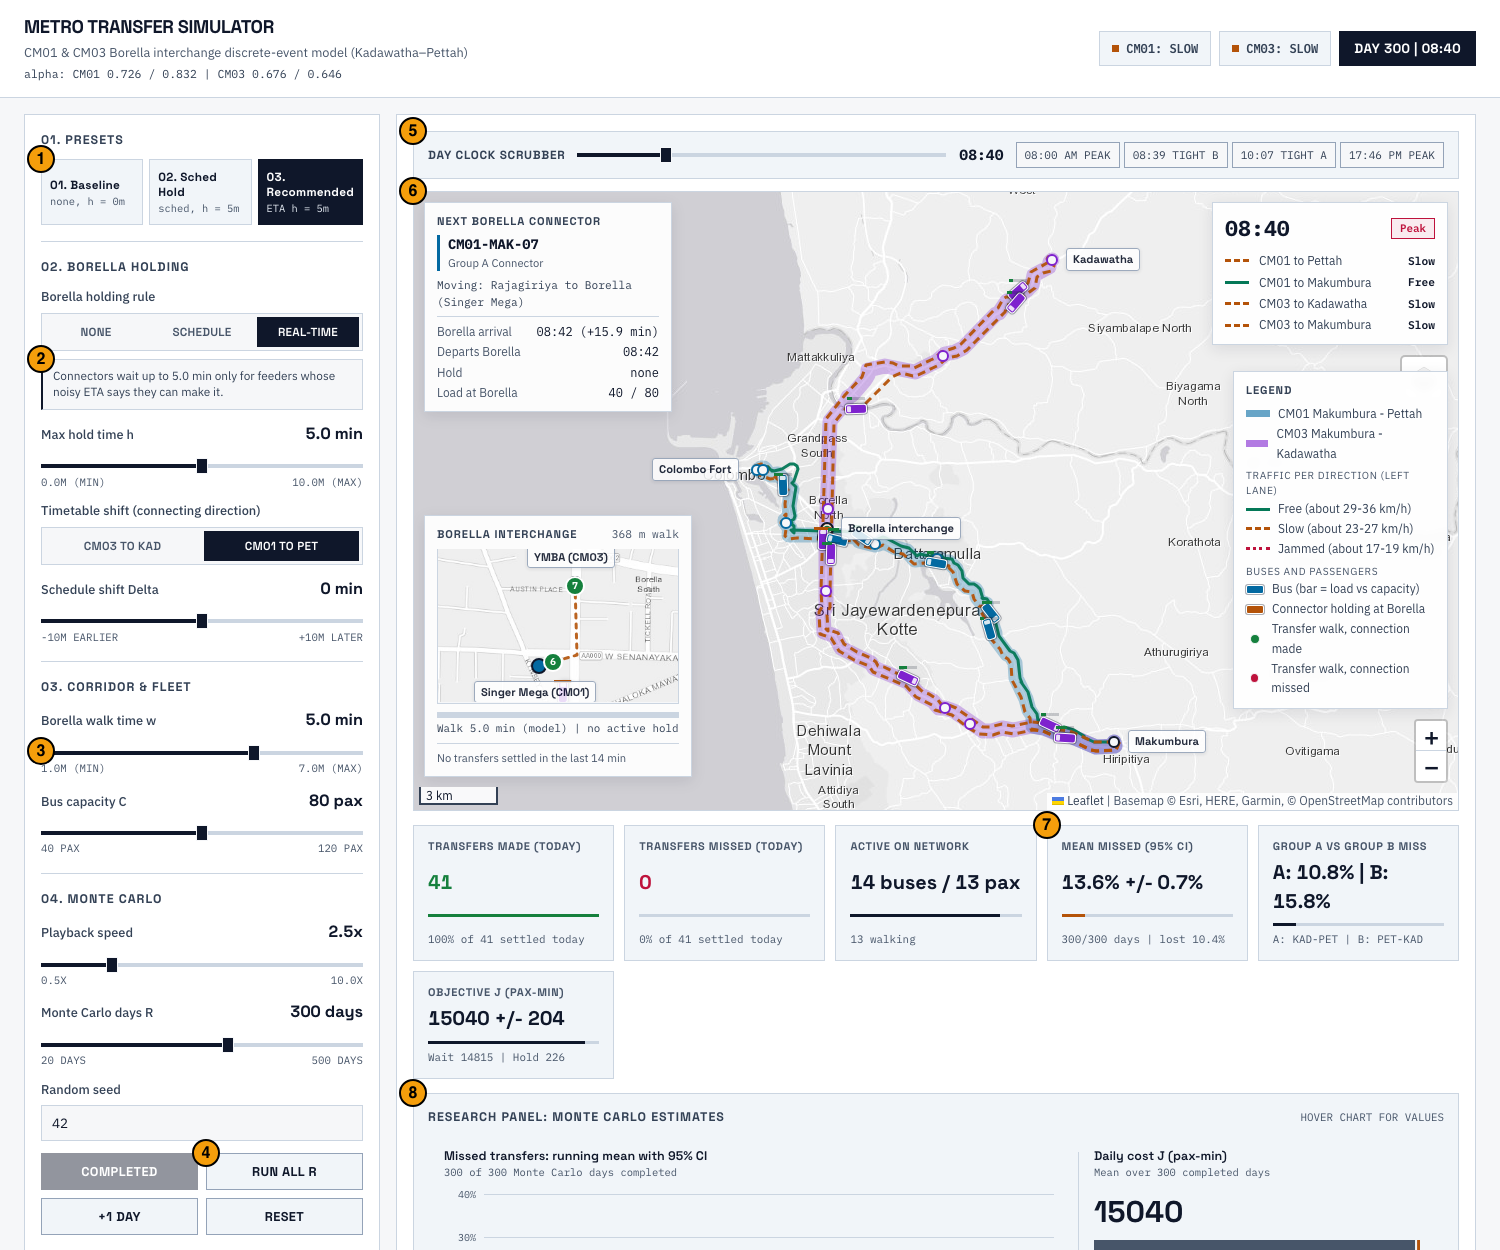 METRO TRANSFER SIMULATOR
CM01 & CM03 Borella interchange discrete-event model (Kadawatha–Pettah)
alpha: CM01 0.726 / 0.832 | CM03 0.676 / 0.646
CM01: SLOW
CM03: SLOW
DAY 300 | 08:40
01. PRESETS
1
01. Baseline
none, h = 0m
02. Sched
Hold
sched, h = 5m
03.
Recommended
ETA h = 5m
02. BORELLA HOLDING
Borella holding rule
NONE
SCHEDULE
REAL-TIME
2
Connectors wait up to 5.0 min only for feeders whose
noisy ETA says they can make it.
Max hold time h
5.0 min
0.0M (MIN)
10.0M (MAX)
Timetable shift (connecting direction)
CM03 TO KAD
CM01 TO PET
Schedule shift Delta
0 min
-10M EARLIER
+10M LATER
03. CORRIDOR & FLEET
Borella walk time w
5.0 min
3
1.0M (MIN)
7.0M (MAX)
Bus capacity C
80 pax
40 PAX
120 PAX
04. MONTE CARLO
Playback speed
2.5x
0.5X
10.0X
Monte Carlo days R
300 days
20 DAYS
500 DAYS
Random seed
42
4
COMPLETED
RUN ALL R
+1 DAY
RESET
5
DAY CLOCK SCRUBBER
08:40
08:00 AM PEAK
08:39 TIGHT B
10:07 TIGHT A
17:46 PM PEAK
6
NEXT BORELLA CONNECTOR
CM01-MAK-07
Group A Connector
Moving: Rajagiriya to Borella
(Singer Mega)
Borella arrival
08:42 (+15.9 min)
Departs Borella
08:42
Hold
none
Load at Borella
40 / 80
West
Kadawatha
Siyambalape North
Mattakkuliya
Biyagama
North
Grandpass
South
Colombo Fort
Borella
North
Borella interchange
Battaramulla
Korathota
Sri Jayewardenepura
Kotte
Athurugiriya
Dehiwala
Mount
Lavinia
Attidiya
South
Makumbura
Hiripitiya
Ovitigama
08:40
Peak
CM01 to Pettah
Slow
CM01 to Makumbura
Free
CM03 to Kadawatha
Slow
CM03 to Makumbura
Slow
LEGEND
CM01 Makumbura - Pettah
CM03 Makumbura -
Kadawatha
TRAFFIC PER DIRECTION (LEFT
LANE)
Free (about 29-36 km/h)
Slow (about 23-27 km/h)
Jammed (about 17-19 km/h)
BUSES AND PASSENGERS
Bus (bar = load vs capacity)
Connector holding at Borella
Transfer walk, connection
made
Transfer walk, connection
missed
BORELLA INTERCHANGE
368 m walk
YMBA (CM03)
7
AUSTIN PLACE
Borella
South
W SENANAYAKA
6
Singer Mega (CM01)
Walk 5.0 min (model) | no active hold
No transfers settled in the last 14 min
3 km
+
−
Leaflet | Basemap © Esri, HERE, Garmin, © OpenStreetMap contributors
7
TRANSFERS MADE (TODAY)
41
100% of 41 settled today
TRANSFERS MISSED (TODAY)
0
0% of 41 settled today
ACTIVE ON NETWORK
14 buses / 13 pax
13 walking
MEAN MISSED (95% CI)
13.6% +/- 0.7%
300/300 days | lost 10.4%
GROUP A VS GROUP B MISS
A: 10.8% | B:
15.8%
A: KAD-PET | B: PET-KAD
OBJECTIVE J (PAX-MIN)
15040 +/- 204
Wait 14815 | Hold 226
8
RESEARCH PANEL: MONTE CARLO ESTIMATES
HOVER CHART FOR VALUES
Missed transfers: running mean with 95% CI
300 of 300 Monte Carlo days completed
40%
30%
Daily cost J (pax-min)
Mean over 300 completed days
15040